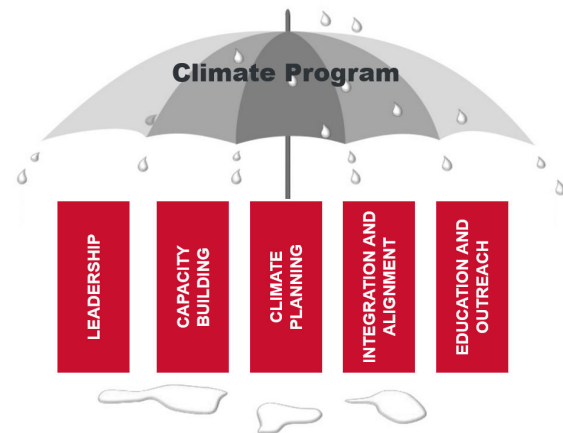 Climate Program
LEADERSHIP
CAPACITY
BUILDING
CLIMATE
PLANNING
INTEGRATION AND
ALIGNMENT
EDUCATION AND
OUTREACH